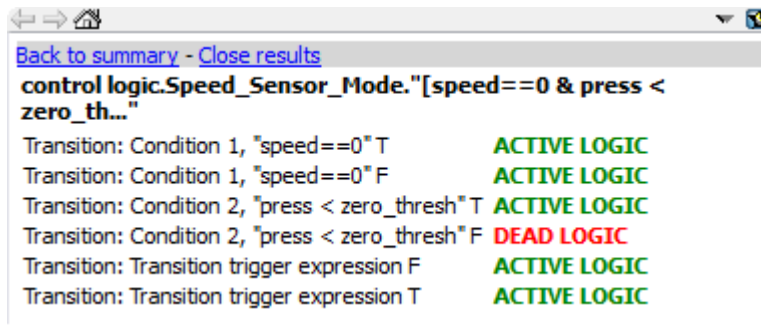 Back to summary - Close results
control logic.Speed_Sensor_Mode."[speed==0 & press <
zero_th..."
Transition: Condition 1, "speed==0" T ACTIVE LOGIC
Transition: Condition 1, "speed==0" F ACTIVE LOGIC
Transition: Condition 2, "press < zero_thresh" T ACTIVE LOGIC
Transition: Condition 2, "press < zero_thresh" F DEAD LOGIC
Transition: Transition trigger expression F ACTIVE LOGIC
Transition: Transition trigger expression T ACTIVE LOGIC